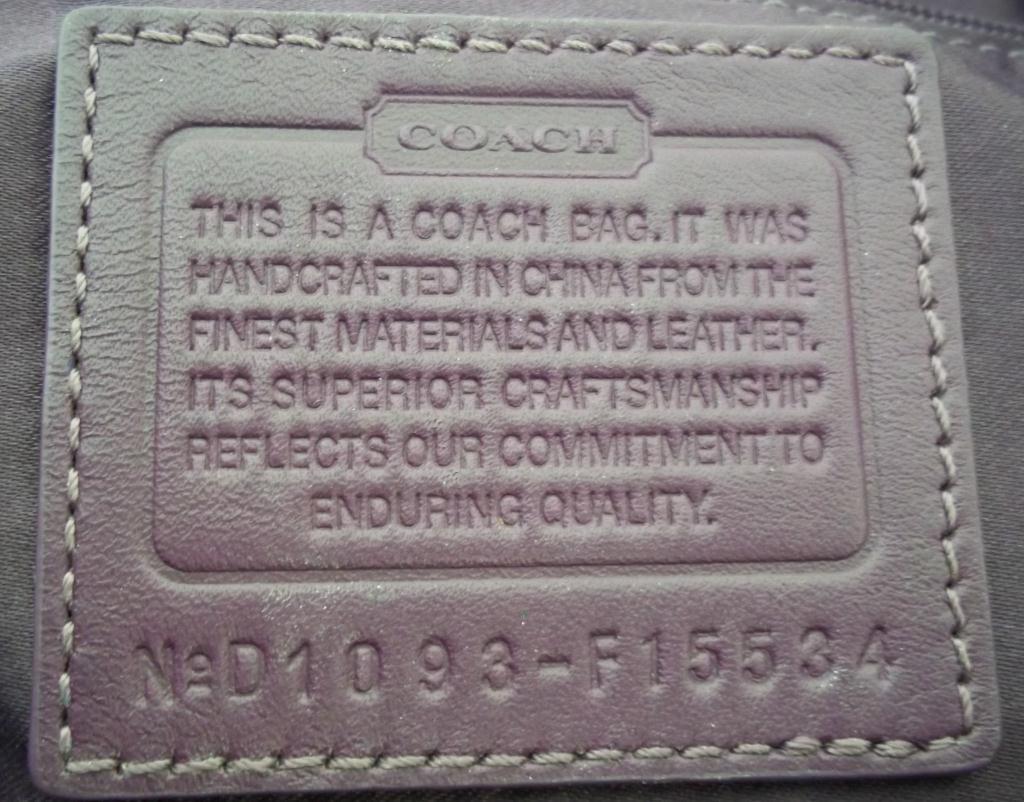 COACH
THIS IS A COACH BAG. IT WAS
HANDCRAFTED IN CHINA FROM THE
FINEST MATERIALS AND LEATHER.
ITS SUPERIOR CRAFTSMANSHIP
REFLECTS OUR COMMITMENT TO
ENDURING QUALITY.
№D1093-F15534